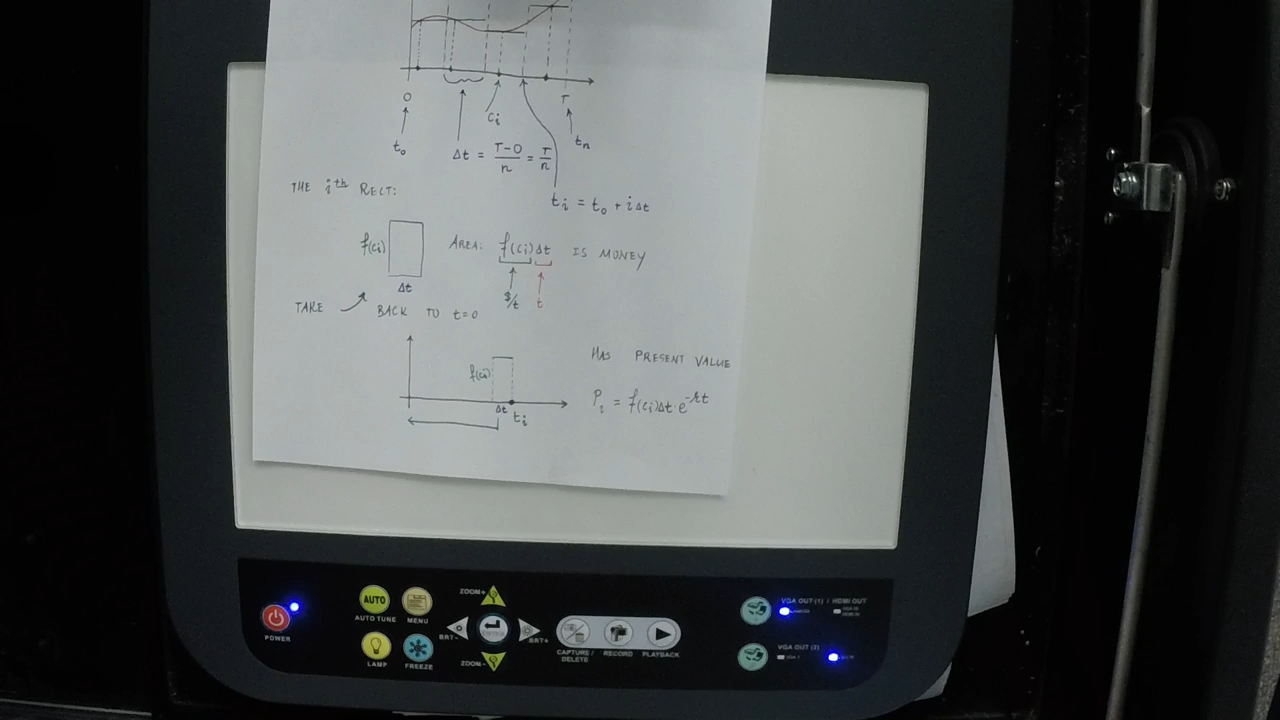 0
T
t₀
cᵢ
tₙ
Δt = T-0/n = T/n
THE iᵗʰ RECT:
tᵢ = t₀ + iΔt
f(cᵢ)
AREA: f(cᵢ)Δt IS MONEY
Δt
$/t
t
TAKE
BACK TO t=0
HAS PRESENT VALUE
f(cᵢ)
Pᵢ = f(cᵢ)Δt·e^-rt
Δt
tᵢ
POWER
AUTO
AUTO TUNE
MENU
LAMP
FREEZE
ZOOM+
BRT-
ENTER
BRT+
ZOOM-
CAPTURE/
DELETE
RECORD
PLAYBACK
VGA OUT (1) / HDMI OUT
VGA OUT (2)